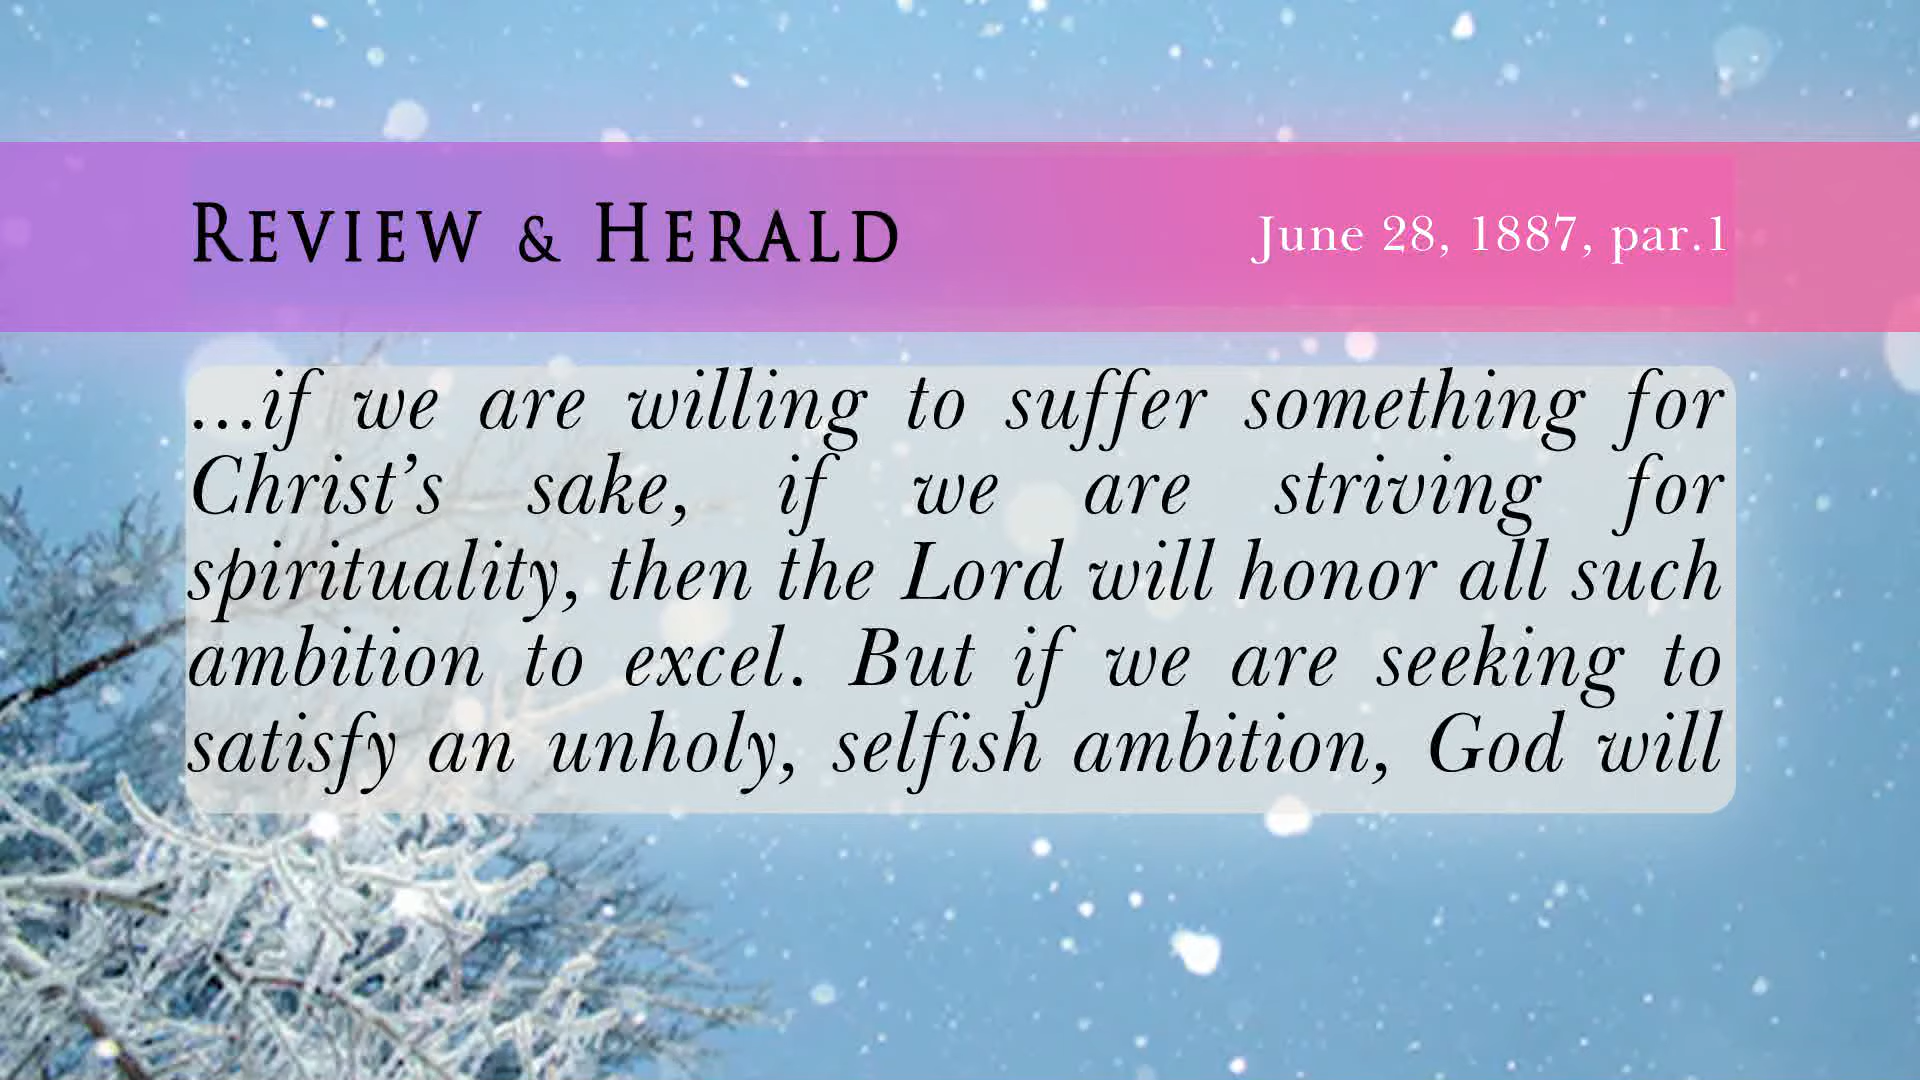 REVIEW & HERALD
June 28, 1887, par.1
...if we are willing to suffer something for
Christ’s sake, if we are striving for
spirituality, then the Lord will honor all such
ambition to excel. But if we are seeking to
satisfy an unholy, selfish ambition, God will